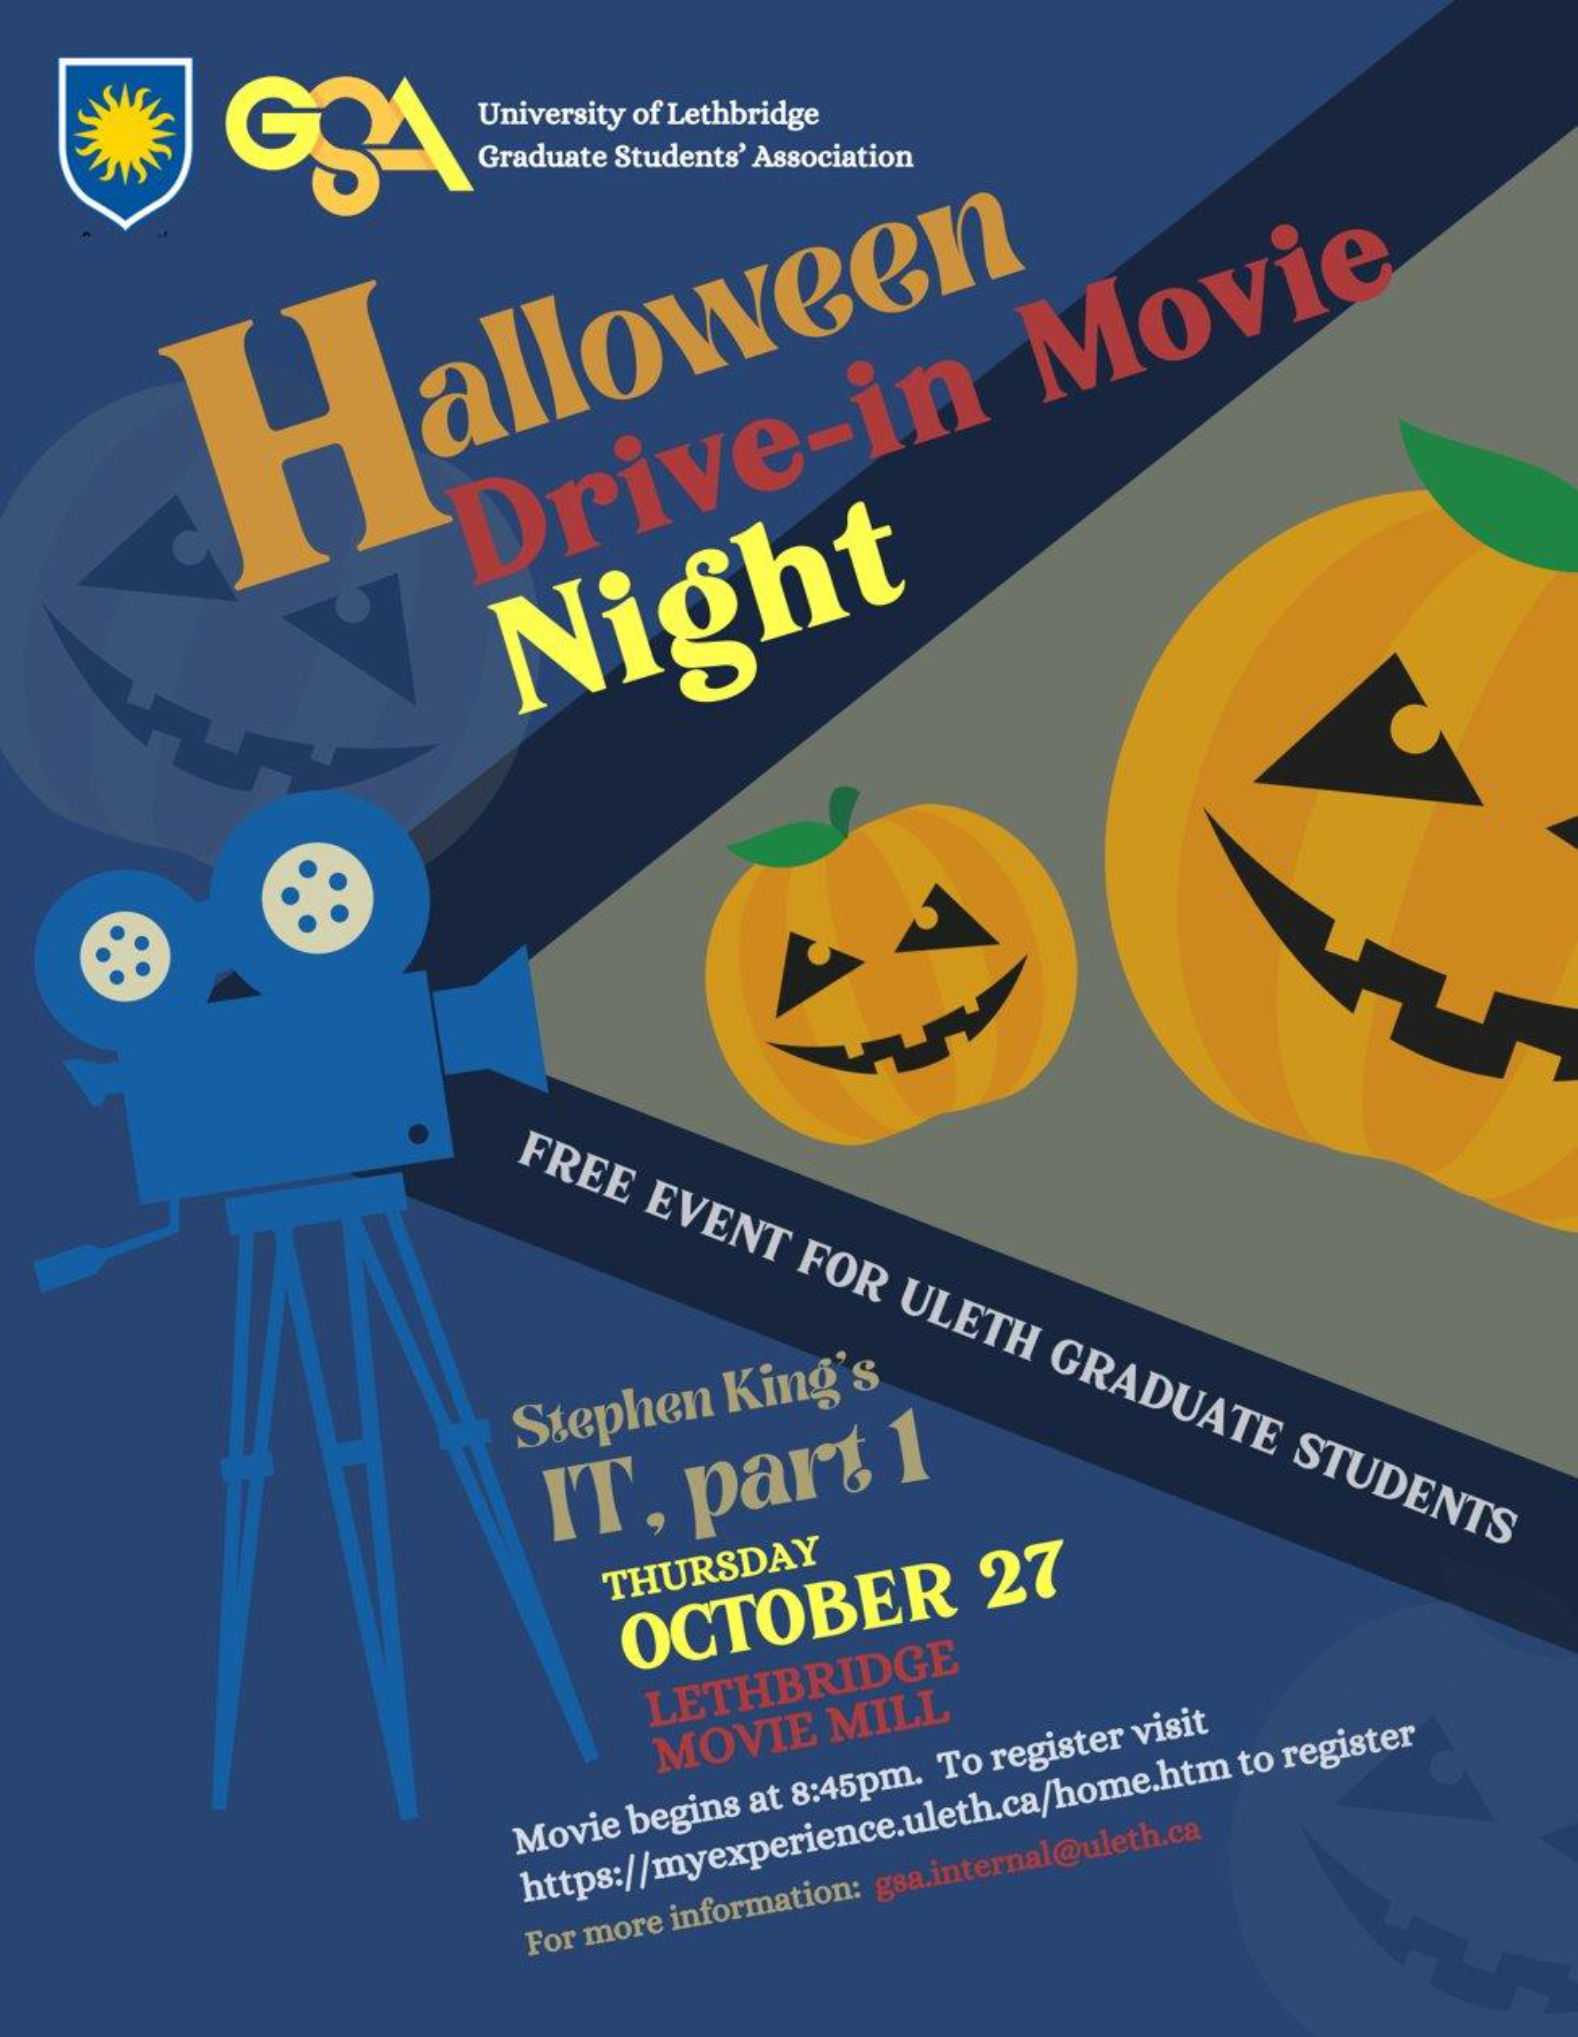 GSA
University of Lethbridge
Graduate Students' Association
Halloween
Drive-in Movie
Night
FREE EVENT FOR ULETH GRADUATE STUDENTS
Stephen King's
IT, part 1
THURSDAY
OCTOBER 27
LETHBRIDGE
MOVIE MILL
Movie begins at 8:45pm. To register visit
https://myexperience.uleth.ca/home.htm to register
For more information: gsa.internal@uleth.ca